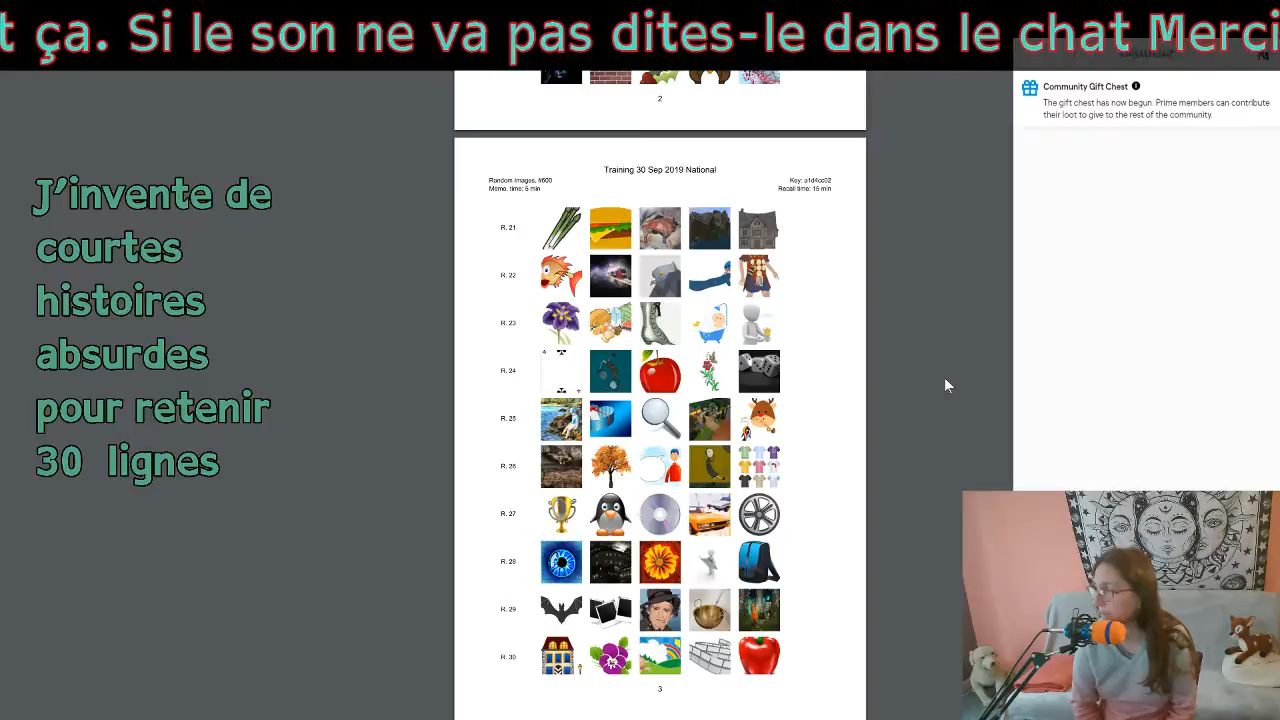 t ça. Si le son ne va pas dites-le dans le chat Merci
Community Gift Chest
The gift chest has now begun. Prime members can contribute
their loot to give to the rest of the community.
2
Training 30 Sep 2019 National
Random Images, #600
Key: a1d4cc02
Memo. time: 5 min
Recall time: 15 min
J'invente de
courtes
histoires
absurdes
pour retenir
30 lignes
R. 21
R. 22
R. 23
R. 24
R. 25
R. 26
R. 27
R. 28
R. 29
R. 30
3